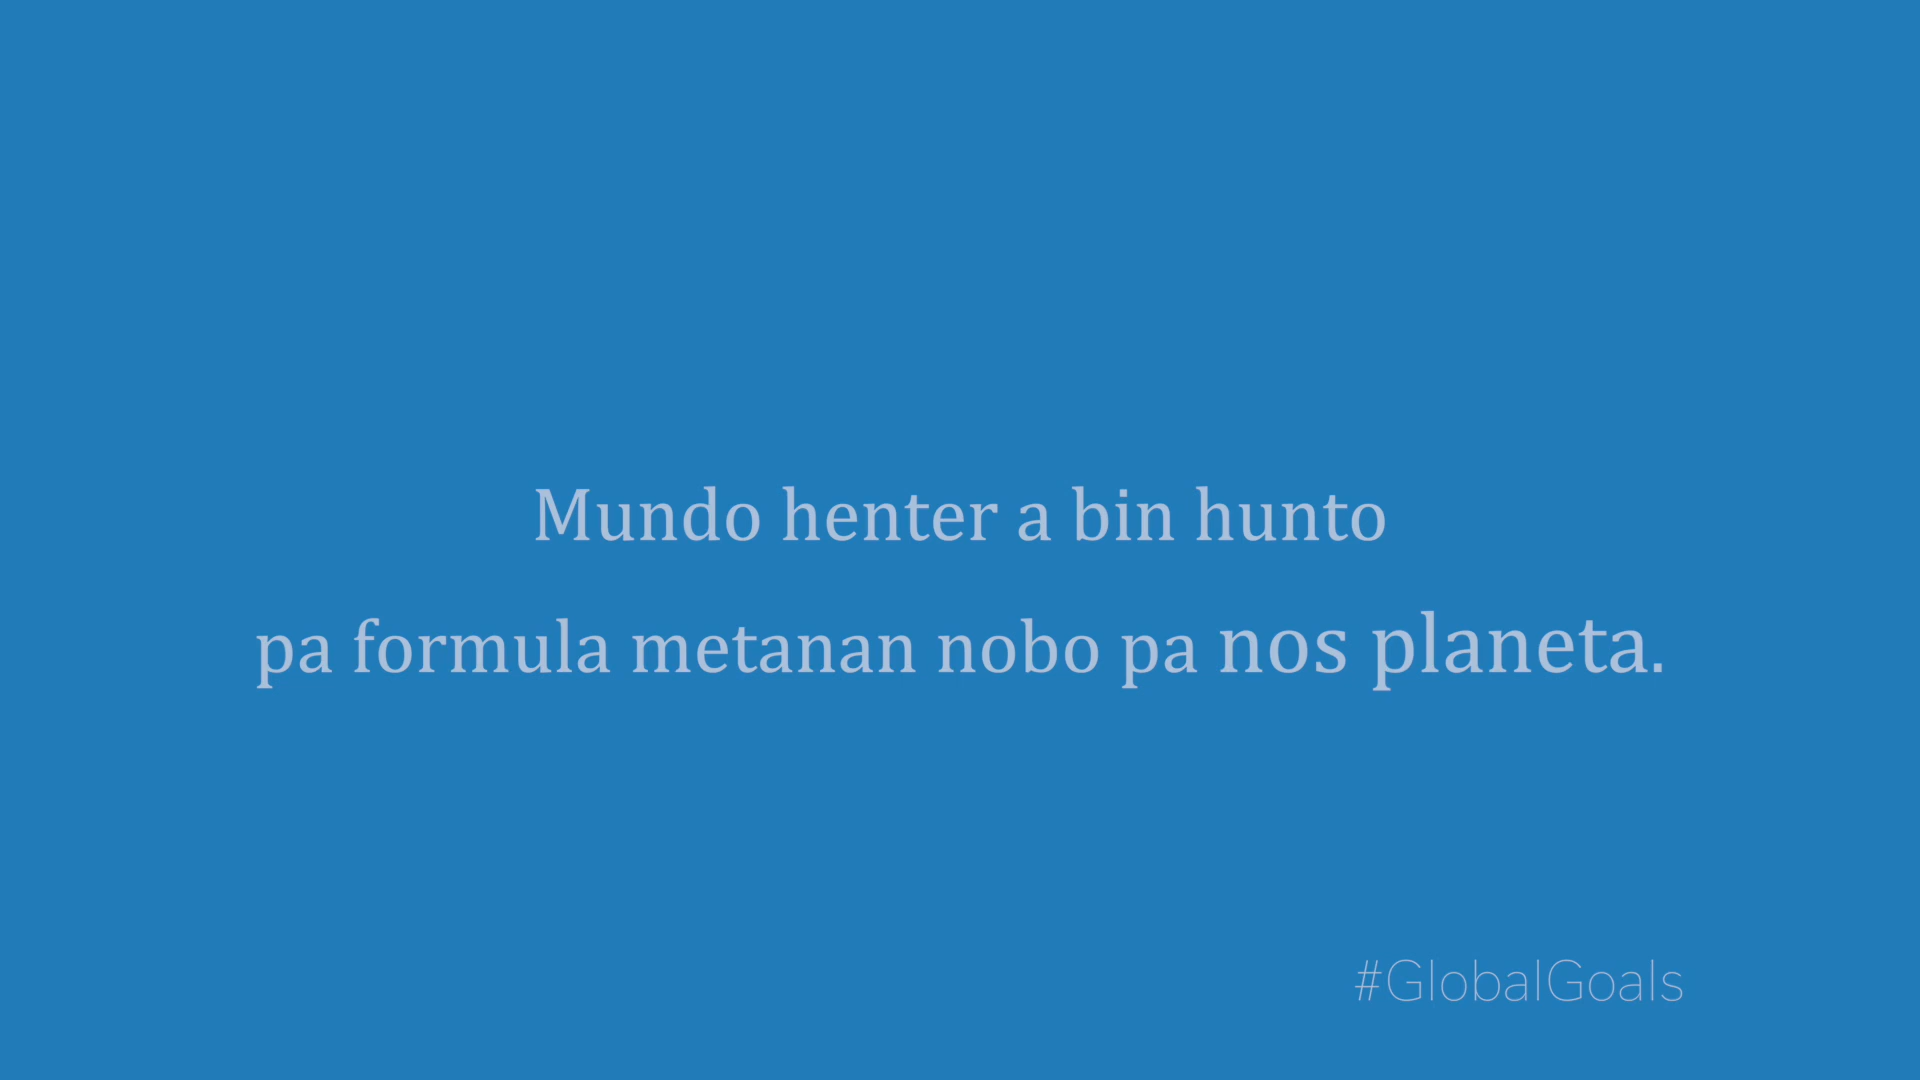 Mundo henter a bin hunto
pa formula metanan nobo pa nos planeta.
#GlobalGoals